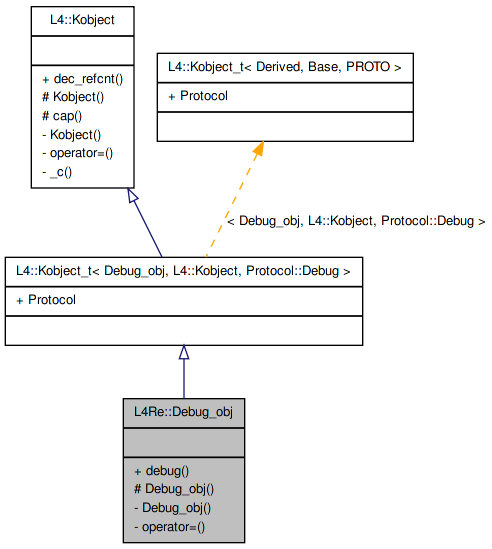 L4::Kobject
+ dec_refcnt()
# Kobject()
# cap()
- Kobject()
- operator=()
- _c()
L4::Kobject_t< Derived, Base, PROTO >
+ Protocol
< Debug_obj, L4::Kobject, Protocol::Debug >
L4::Kobject_t< Debug_obj, L4::Kobject, Protocol::Debug >
+ Protocol
L4Re::Debug_obj
+ debug()
# Debug_obj()
- Debug_obj()
- operator=()